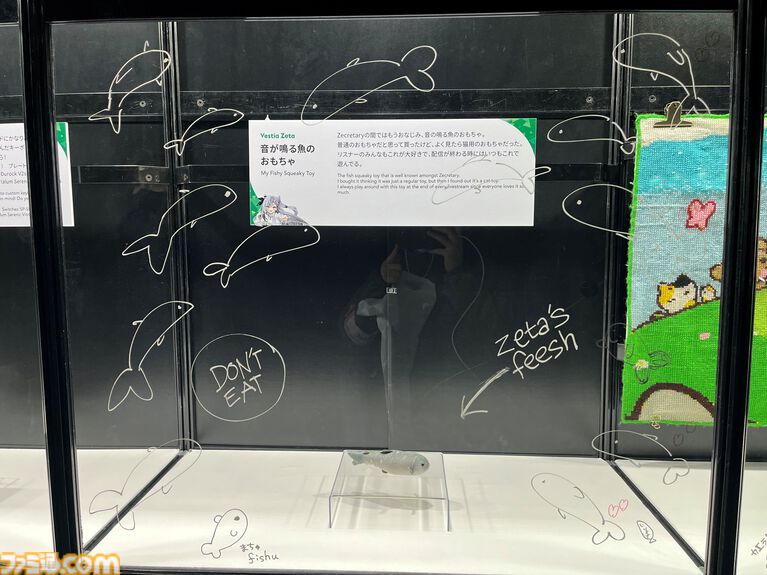 Vestia Zeta
音が鳴る魚の
おもちゃ
My Fishy Squeaky Toy
Zecretaryの間ではもうおなじみ、音の鳴る魚のおもちゃ。
普通のおもちゃだと思って買ったけど、よく見たら猫用のおもちゃだった。
リスナーのみんなもこれが大好きで、配信が終わる時にはいつもこれで
遊んでる。
The fish squeaky toy that is well known amongst Zecretary.
I bought it thinking it was just a regular toy, but then I found out it's a cat toy.
I always play around with this toy at the end of every livestream since everyone loves it so
much.
zeta's
feesh
DON'T
EAT
まちゅ
fishu
ファミ通.com